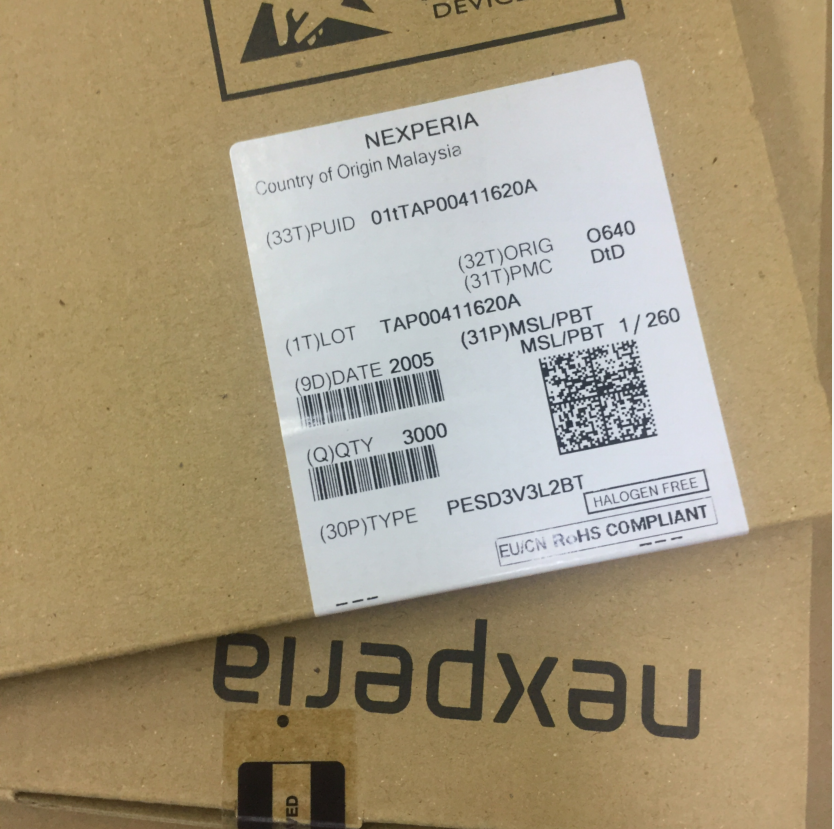 DEVICE
NEXPERIA
Country of Origin Malaysia
(33T)PUID 01tTAP00411620A
(32T)ORIG O640
(31T)PMC DtD
(1T)LOT TAP00411620A
(31P)MSL/PBT
MSL/PBT 1/260
(9D)DATE 2005
(Q)QTY 3000
(30P)TYPE PESD3V3L2BT
HALOGEN FREE
EU/CN RoHS COMPLIANT
nexperia